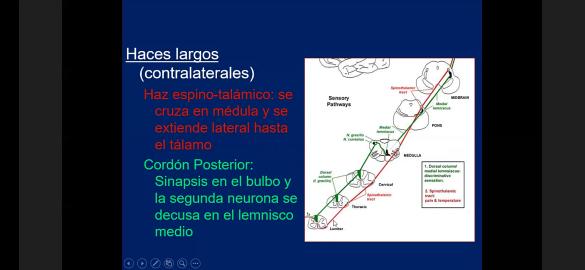 Haces largos
(contralaterales)
Haz espino-talámico: se
cruza en médula y se
extiende lateral hasta
el tálamo
Cordón Posterior:
Sinapsis en el bulbo y
la segunda neurona se
decusa en el lemnisco
medio
Sensory
Pathways
Spinothalamic
tract
MIDBRAIN
Medial
lemniscus
PONS
Medial
lemniscus
N. gracilis
N. cuneatus
MEDULLA
Dorsal
column
Cervical
Spinothalamic
tract
Thoracic
Lumbar
1. Dorsal column/
medial lemniscus:
discriminative
sensation.
2. Spinothalamic
tract:
pain & temperature